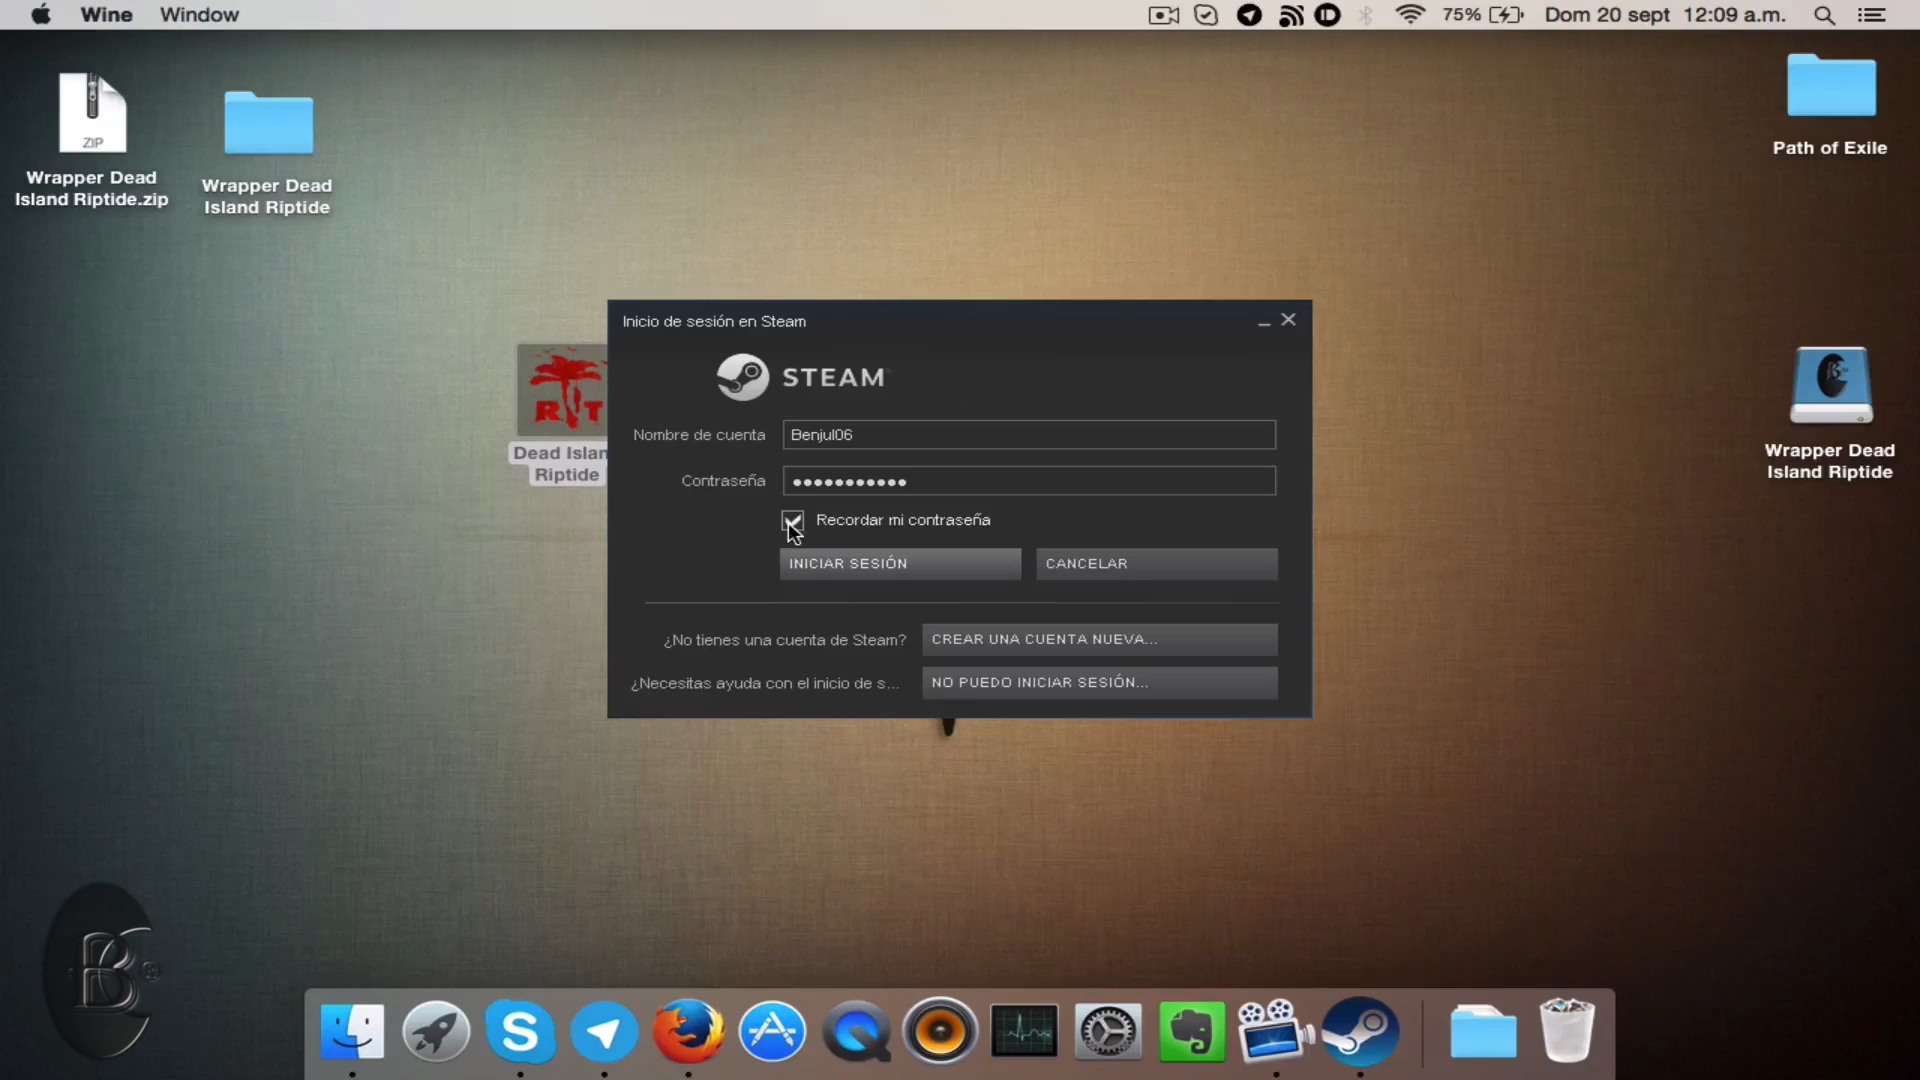 Wine Window 75% Dom 20 sept 12:09 a.m.
ZIP
Wrapper Dead
Island Riptide.zip
Wrapper Dead
Island Riptide
Path of Exile
Inicio de sesión en Steam
STEAM
R T
Dead Islan
Riptide
Nombre de cuenta Benjul06
Contraseña ●●●●●●●●●●●
Recordar mi contraseña
INICIAR SESIÓN CANCELAR
¿No tienes una cuenta de Steam? CREAR UNA CUENTA NUEVA...
¿Necesitas ayuda con el inicio de s... NO PUEDO INICIAR SESIÓN...
Wrapper Dead
Island Riptide
B